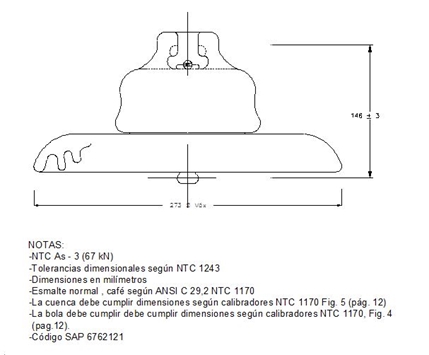 146 ± 3
273 ± Vax
NOTAS:
-NTC As - 3 (67 kN)
-Tolerancias dimensionales según NTC 1243
-Dimensiones en milímetros
-Esmalte normal , café según ANSI C 29,2 NTC 1170
-La cuenca debe cumplir dimensiones según calibradores NTC 1170 Fig. 5 (pág. 12)
-La bola debe cumplir debe cumplir dimensiones según calibradores NTC 1170, Fig. 4
(pag.12).
-Código SAP 6762121